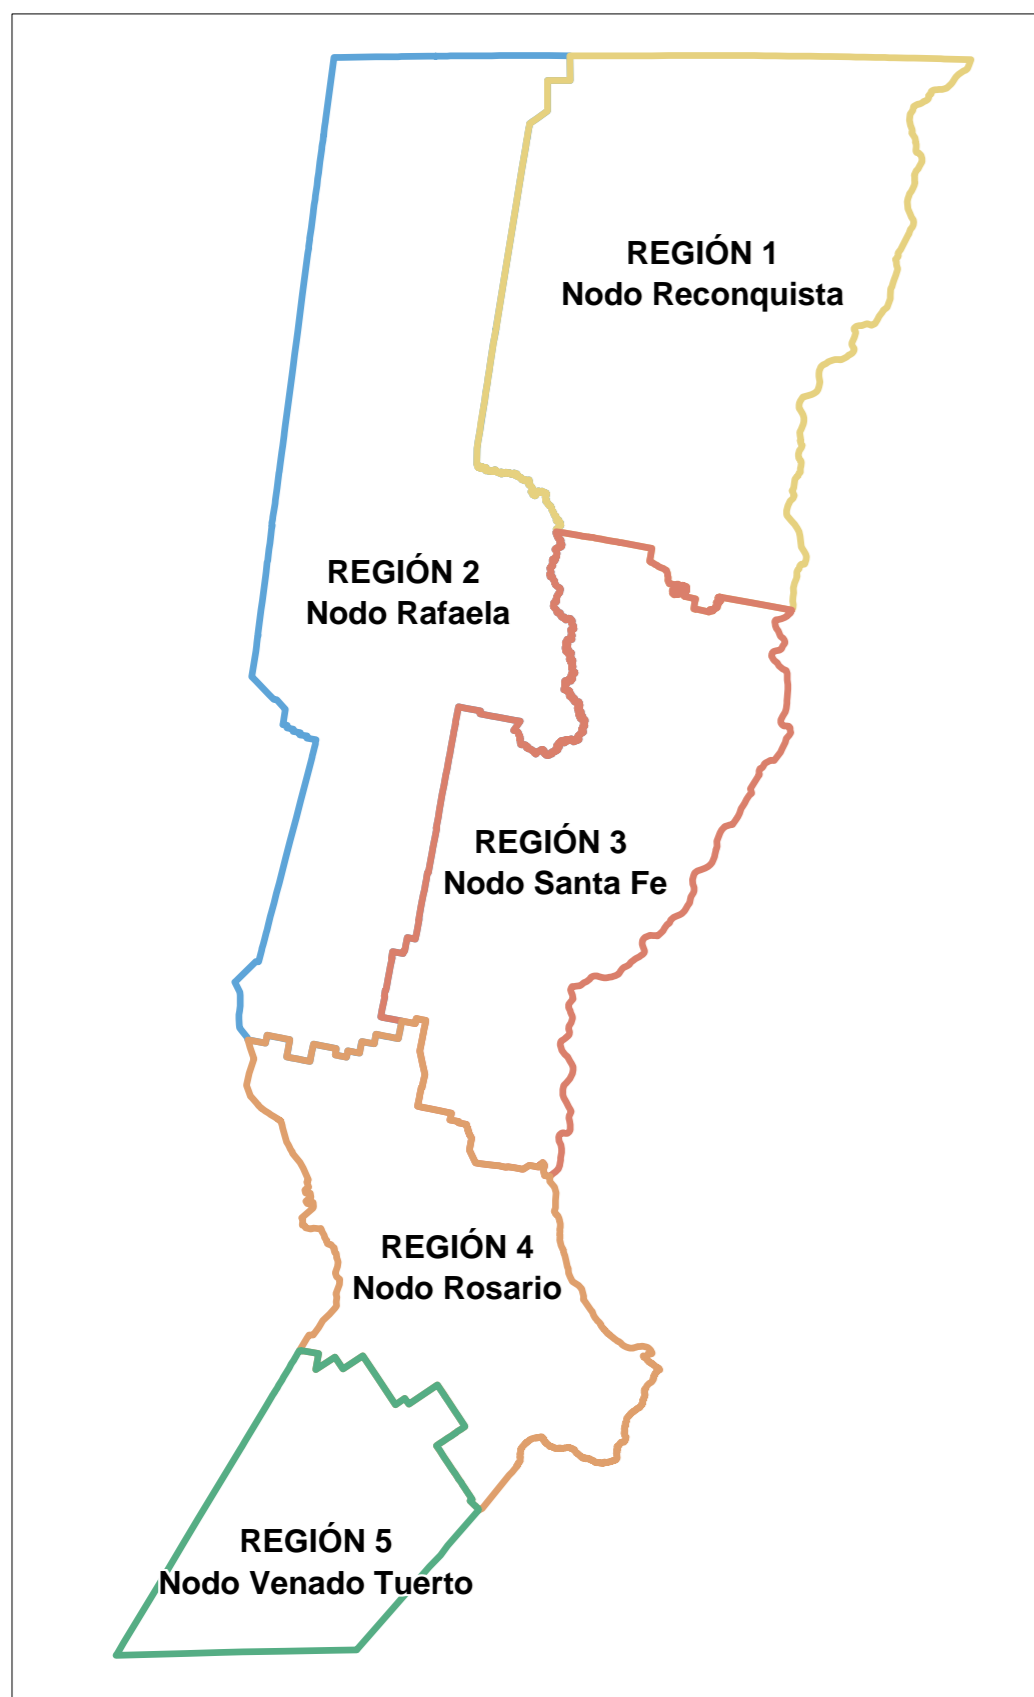 REGIÓN 1
Nodo Reconquista
REGIÓN 2
Nodo Rafaela
REGIÓN 3
Nodo Santa Fe
REGIÓN 4
Nodo Rosario
REGIÓN 5
Nodo Venado Tuerto